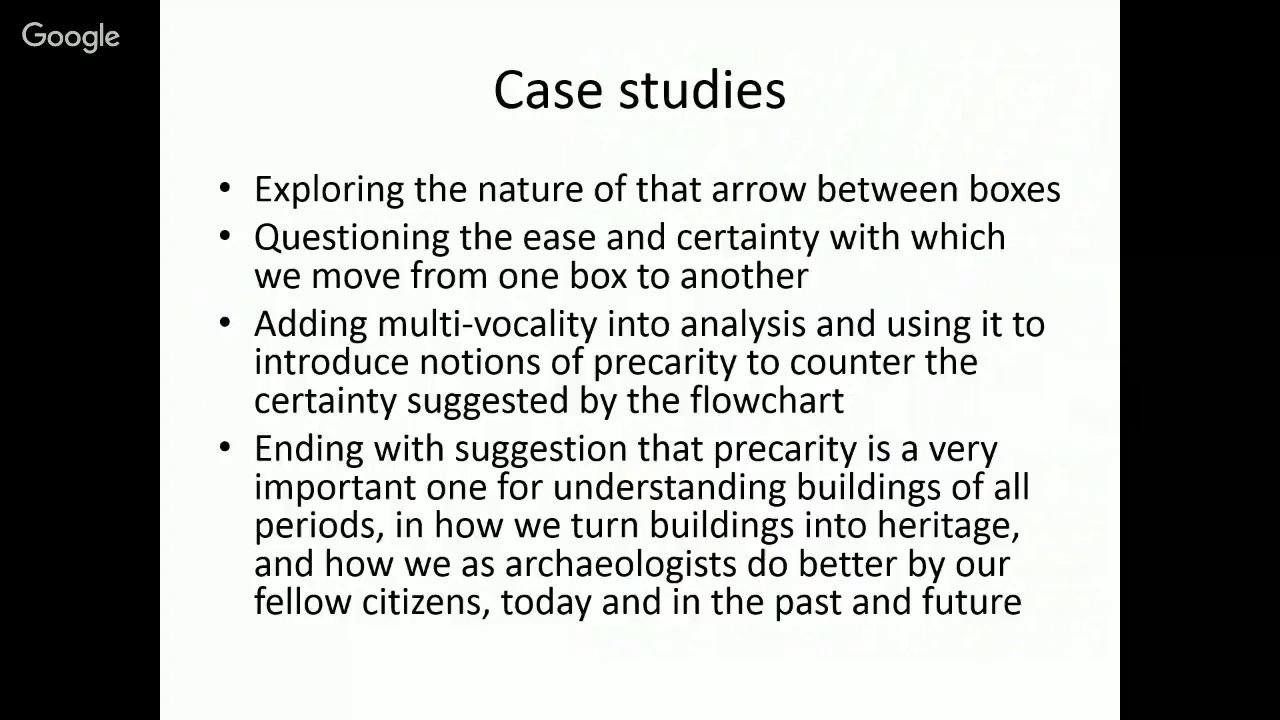 Google
Case studies
• Exploring the nature of that arrow between boxes
• Questioning the ease and certainty with which
we move from one box to another
• Adding multi-vocality into analysis and using it to
introduce notions of precarity to counter the
certainty suggested by the flowchart
• Ending with suggestion that precarity is a very
important one for understanding buildings of all
periods, in how we turn buildings into heritage,
and how we as archaeologists do better by our
fellow citizens, today and in the past and future